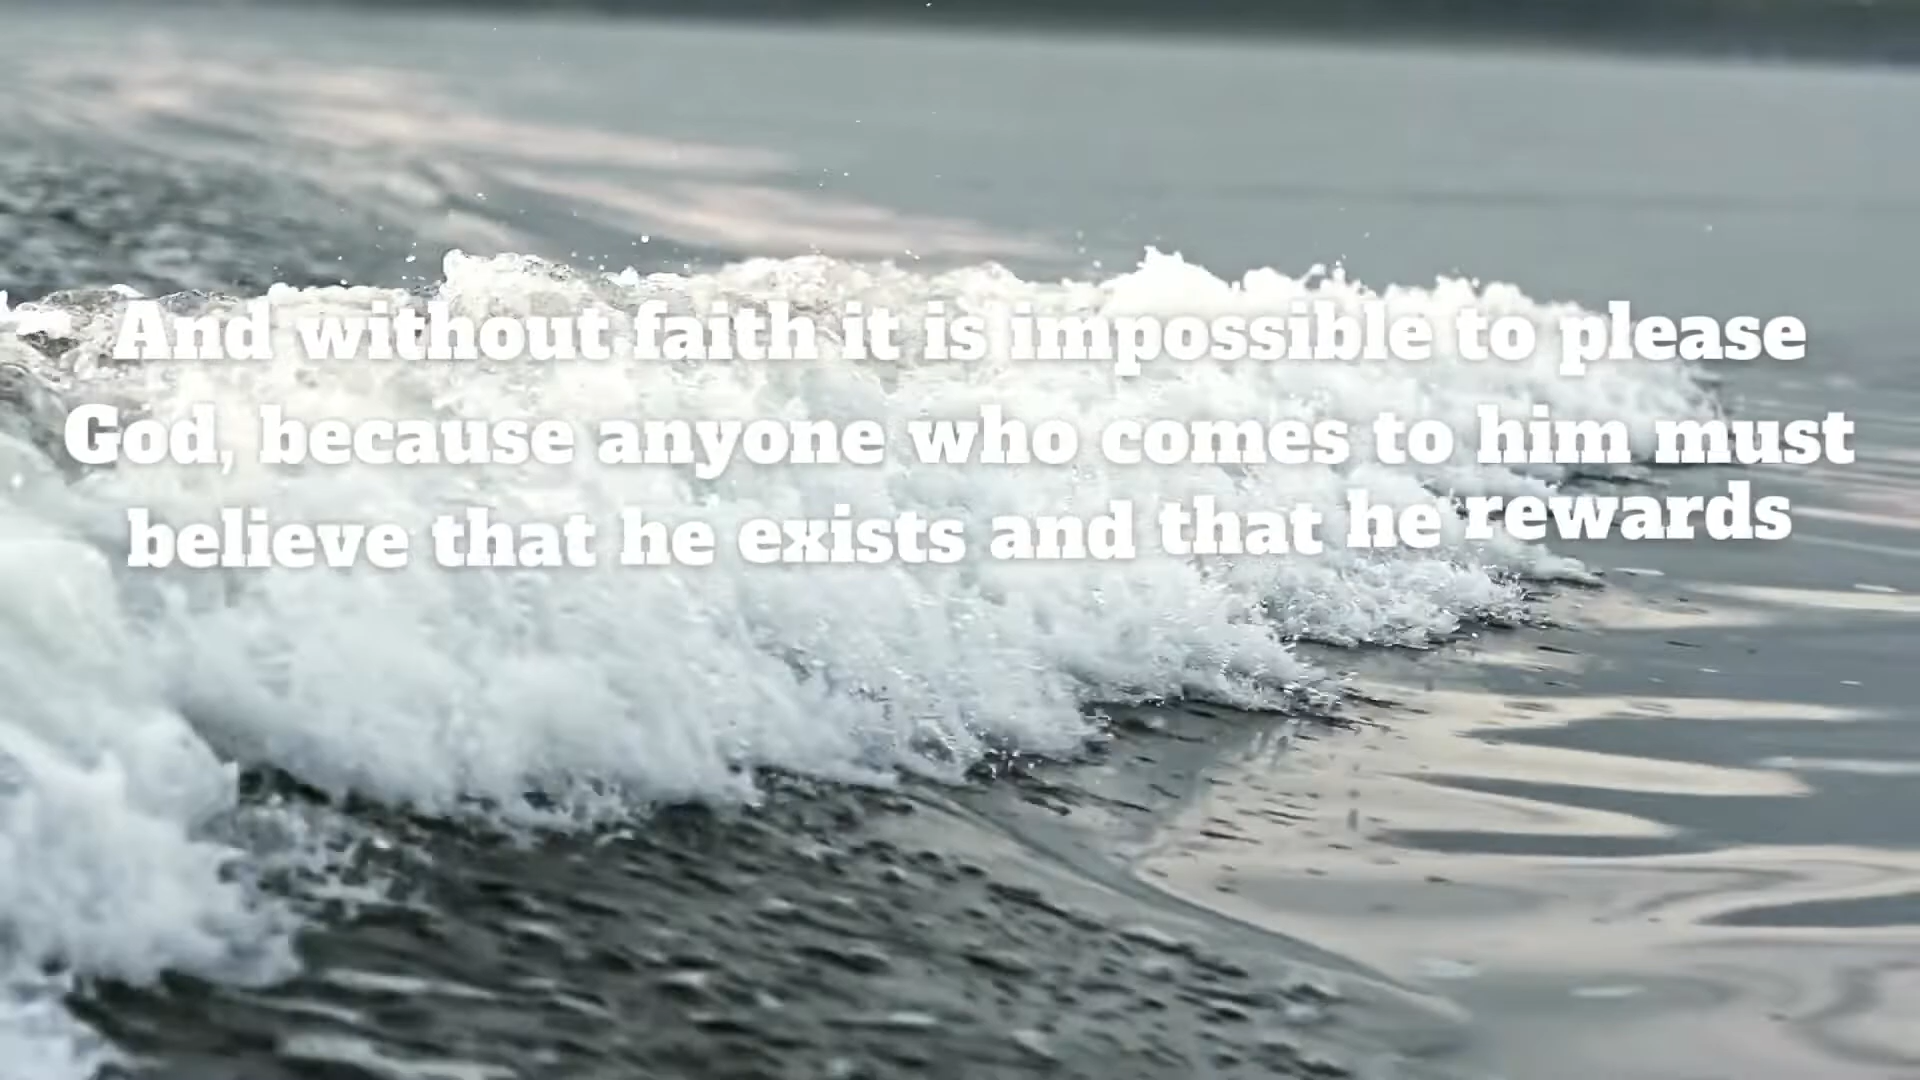 And without faith it is impossible to please
God, because anyone who comes to him must
believe that he exists and that he rewards